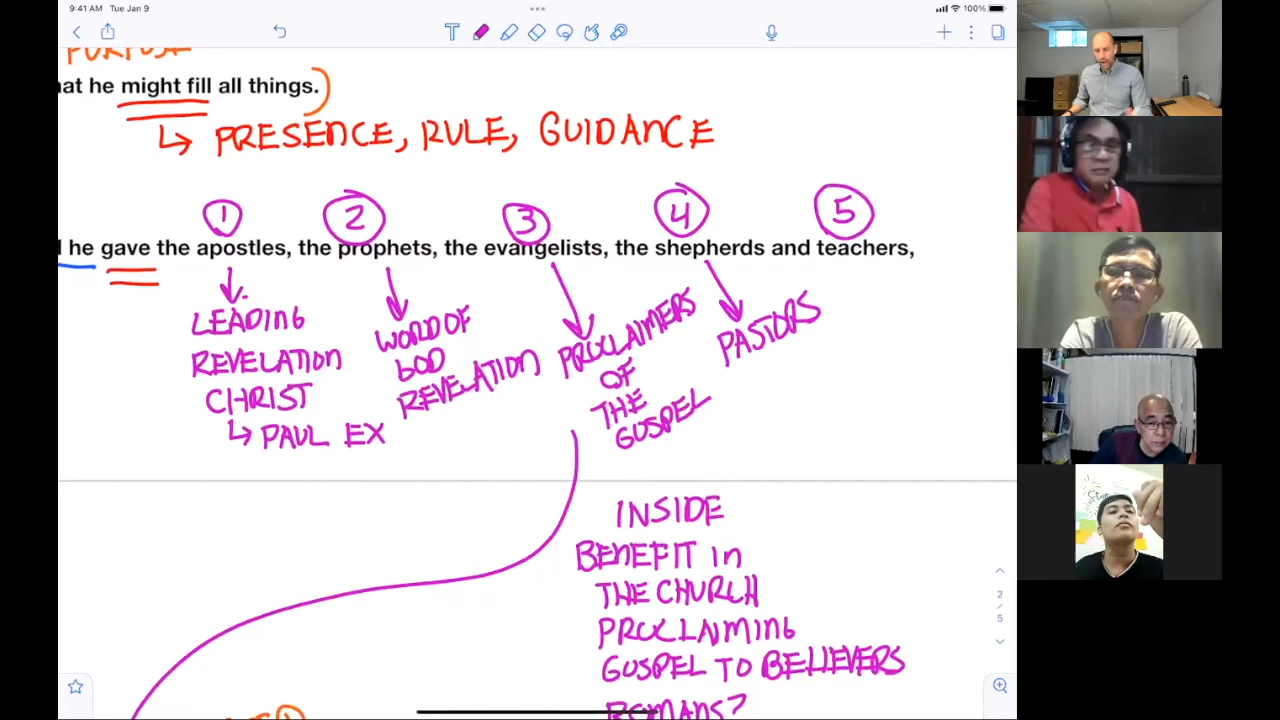 9:41 AM Tue Jan 9
100%
PURPOSE
hat he might fill all things.)
↳ PRESENCE, RULE, GUIDANCE
1 2 3 4 5
d he gave the apostles, the prophets, the evangelists, the shepherds and teachers,
LEADING
REVELATION
CHRIST
↳ PAUL EX
WORD OF
GOD
REVELATION
PROCLAIMERS
OF
THE
GOSPEL
PASTORS
INSIDE
BENEFIT in
THE CHURCH
PROCLAIMING
GOSPEL TO BELIEVERS
ROMANS?
2
/
5